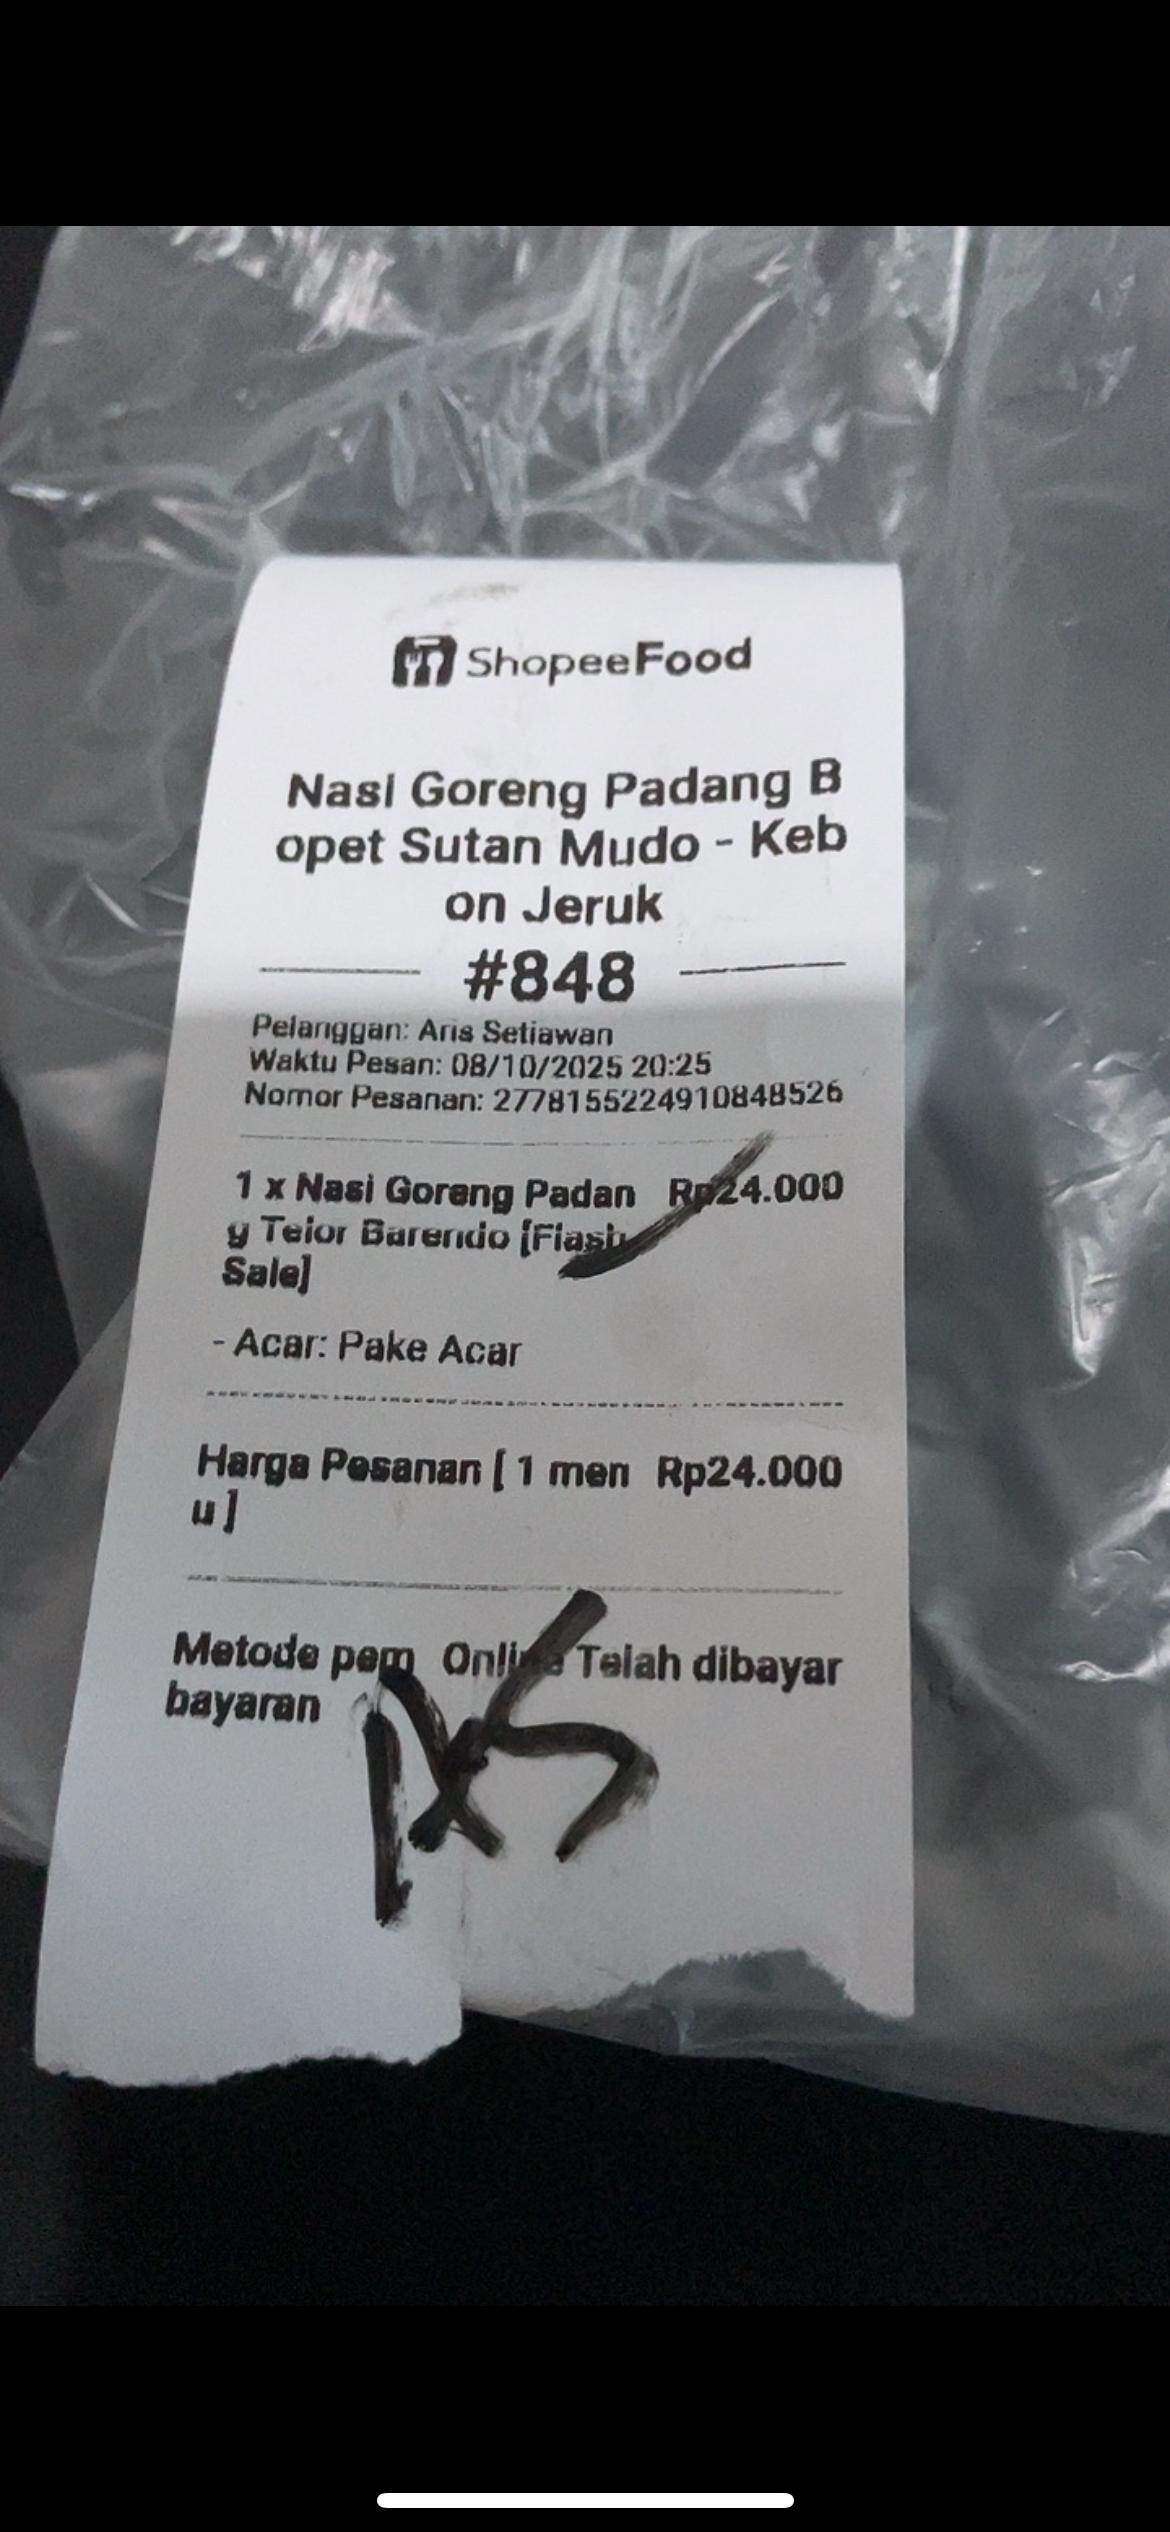 ShopeeFood
Nasi Goreng Padang B
opet Sutan Mudo - Keb
on Jeruk
#848
Pelanggan: Aris Setiawan
Waktu Pesan: 08/10/2025 20:25
Nomor Pesanan: 2778155224910848526
1 x Nasi Goreng Padan Rp24.000
g Telor Barendo [Flash
Sale]
- Acar: Pake Acar
Harga Pesanan [ 1 men Rp24.000
u ]
Metode pem Online Telah dibayar
bayaran